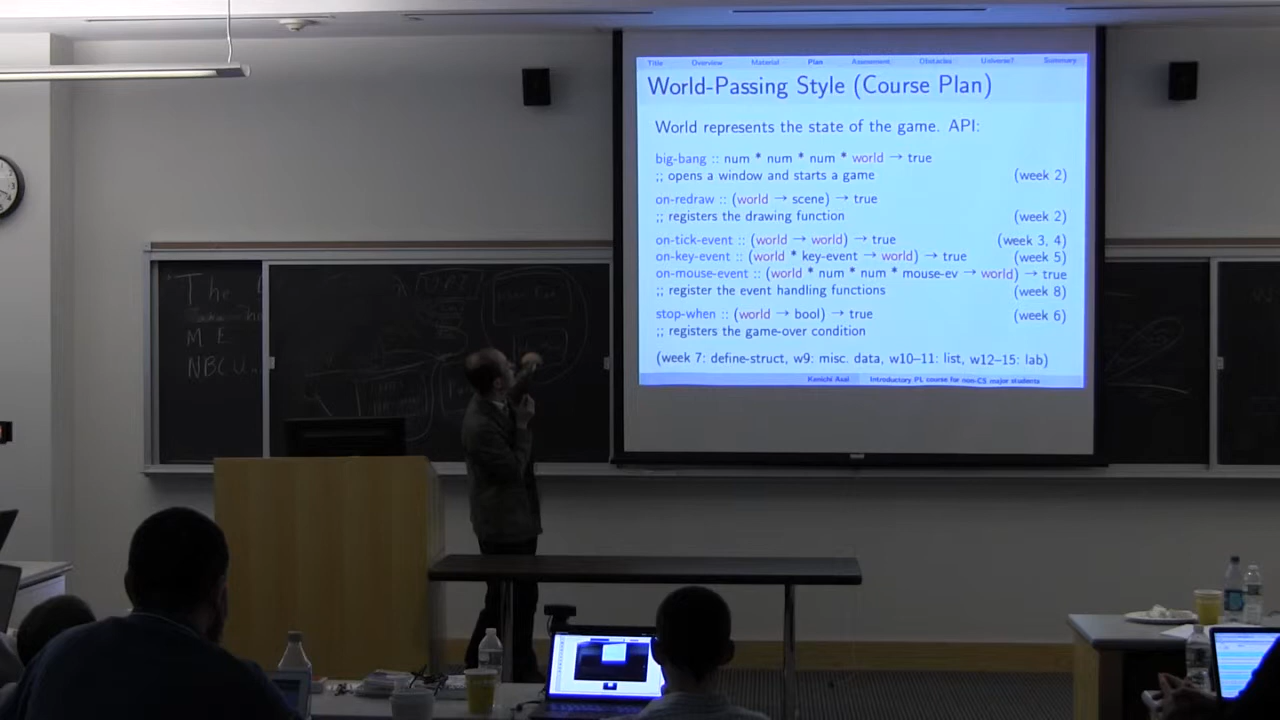 Title Overview Material Plan Assessment Obstacles Universe? Summary
World-Passing Style (Course Plan)
World represents the state of the game. API:
big-bang :: num * num * num * world → true
;; opens a window and starts a game (week 2)
on-redraw :: (world → scene) → true
;; registers the drawing function (week 2)
on-tick-event :: (world → world) → true (week 3, 4)
on-key-event :: (world * key-event → world) → true (week 5)
on-mouse-event :: (world * num * num * mouse-ev → world) → true
;; register the event handling functions (week 8)
stop-when :: (world → bool) → true (week 6)
;; registers the game-over condition
(week 7: define-struct, w9: misc. data, w10–11: list, w12–15: lab)
Kenichi Asai Introductory PL course for non-CS major students
The
M E
NBCU..